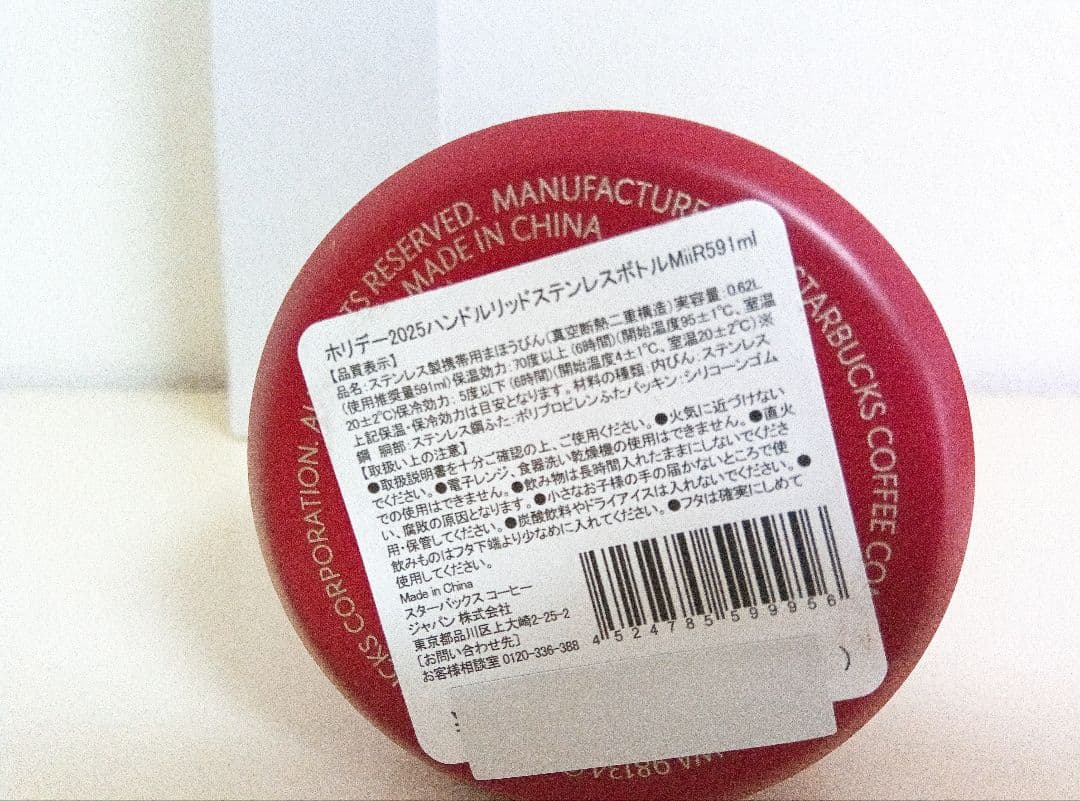 TS RESERVED. MANUFACTURE
MADE IN CHINA
STARBUCKS COFFEE CO
CKS CORPORATION. AL
WA 98134
ホリデー2025ハンドルリッドステンレスボトルMiiR591ml
【品質表示】
品名:ステンレス製携帯用まほうびん(真空断熱二重構造)実容量:0.62L
(使用推奨量591ml)保温効力:70度以上(6時間)(開始温度95±1℃、室温
20±2℃)保冷効力:5度以下(6時間)(開始温度4±1℃、室温20±2℃)※
上記保温・保冷効力は目安となります。材料の種類:内びん:ステンレス
鋼 胴部:ステンレス鋼ふた:ポリプロピレンふたパッキン:シリコーンゴム
【取扱い上の注意】
●取扱説明書を十分ご確認の上、ご使用ください。●火気に近づけない
でください。●電子レンジ、食器洗い乾燥機の使用はできません。●直火
での使用はできません。●飲み物は長時間入れたままにしないでくださ
い、腐敗の原因となります。●小さなお子様の手の届かないところで使
用・保管してください。●炭酸飲料やドライアイスは入れないでください。●
飲みものはフタ下端より少なめに入れてください。●フタは確実にしめて
使用してください。
Made in China
スターバックス コーヒー
ジャパン 株式会社
東京都品川区上大崎2-25-2
[お問い合わせ先]
お客様相談室 0120-336-388
4524785599956
)